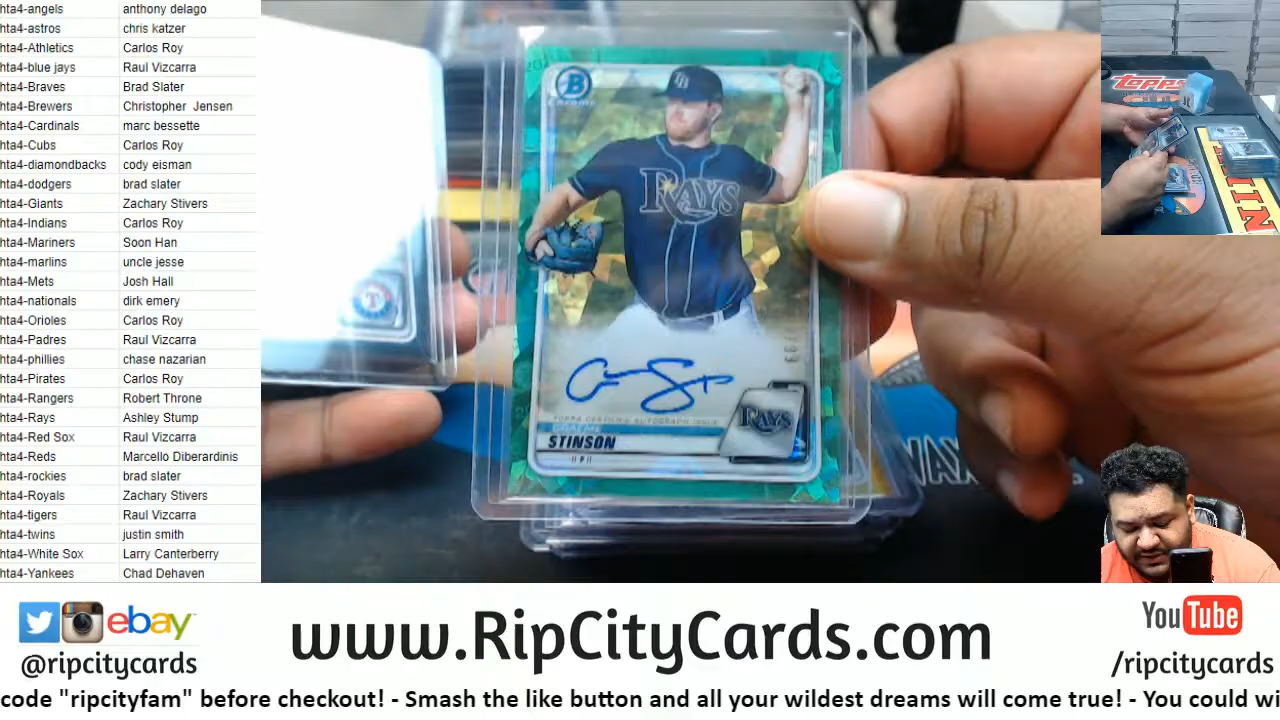 hta4-angels anthony delago
hta4-astros chris katzer
hta4-Athletics Carlos Roy
hta4-blue jays Raul Vizcarra
hta4-Braves Brad Slater
hta4-Brewers Christopher Jensen
hta4-Cardinals marc bessette
hta4-Cubs Carlos Roy
hta4-diamondbacks cody eisman
hta4-dodgers brad slater
hta4-Giants Zachary Stivers
hta4-Indians Carlos Roy
hta4-Mariners Soon Han
hta4-marlins uncle jesse
hta4-Mets Josh Hall
hta4-nationals dirk emery
hta4-Orioles Carlos Roy
hta4-Padres Raul Vizcarra
hta4-phillies chase nazarian
hta4-Pirates Carlos Roy
hta4-Rangers Robert Throne
hta4-Rays Ashley Stump
hta4-Red Sox Raul Vizcarra
hta4-Reds Marcello Diberardinis
hta4-rockies brad slater
hta4-Royals Zachary Stivers
hta4-tigers Raul Vizcarra
hta4-twins justin smith
hta4-White Sox Larry Canterberry
hta4-Yankees Chad Dehaven
B
Chrome
TB
RAYS
TOPPS CERTIFIED AUTOGRAPH ISSUE
GRAEME
STINSON
P
RAYS
T
topps
ebay
@ripcitycards
www.RipCityCards.com
YouTube
/ripcitycards
code "ripcityfam" before checkout! - Smash the like button and all your wildest dreams will come true! - You could wi